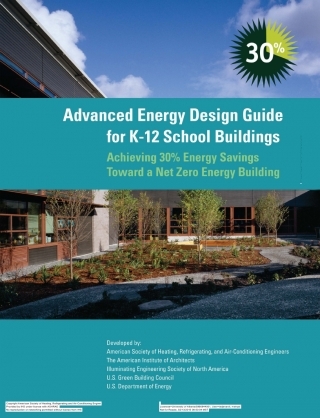 30%
Advanced Energy Design Guide
for K-12 School Buildings
Achieving 30% Energy Savings
Toward a Net Zero Energy Building
Developed by:
American Society of Heating, Refrigerating, and Air-Conditioning Engineers
The American Institute of Architects
Illuminating Engineering Society of North America
U.S. Green Building Council
U.S. Department of Energy